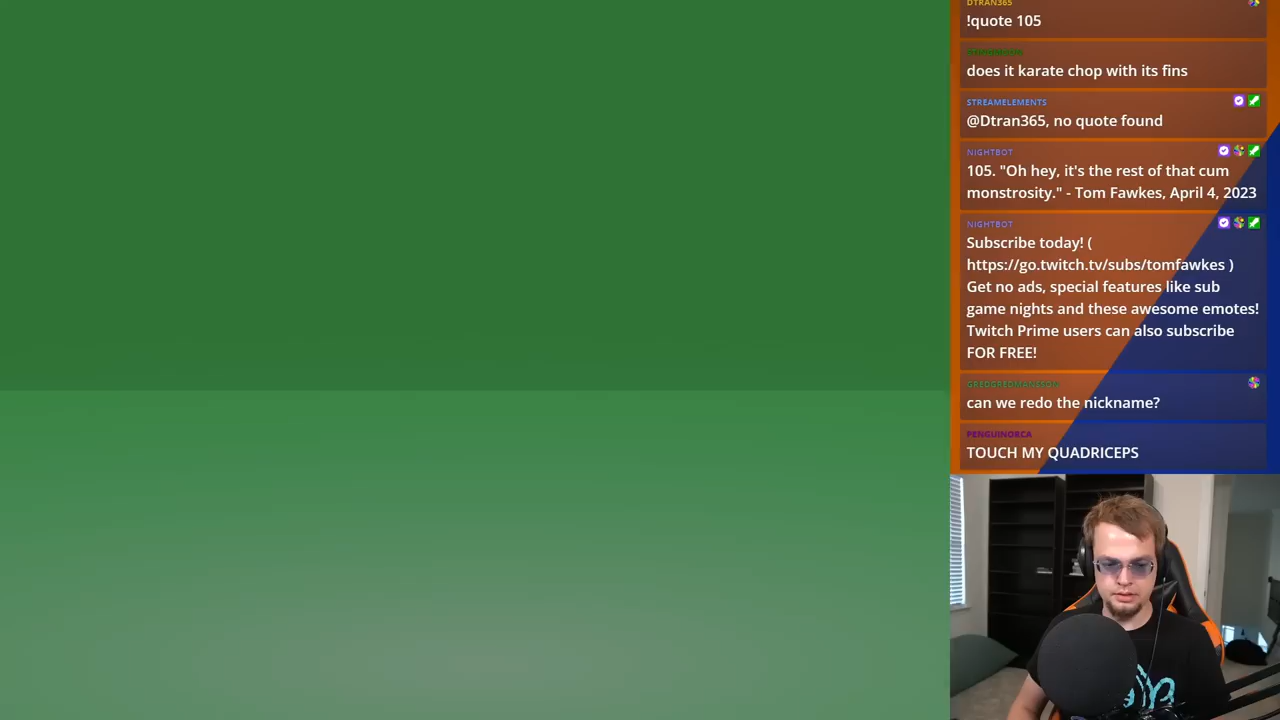 DTRAN365
!quote 105
does it karate chop with its fins
STREAMELEMENTS
@Dtran365, no quote found
NIGHTBOT
105. "Oh hey, it's the rest of that cum
monstrosity." - Tom Fawkes, April 4, 2023
NIGHTBOT
Subscribe today! (
https://go.twitch.tv/subs/tomfawkes )
Get no ads, special features like sub
game nights and these awesome emotes!
Twitch Prime users can also subscribe
FOR FREE!
GREGGREDMANSSON
can we redo the nickname?
PENGUINORCA
TOUCH MY QUADRICEPS